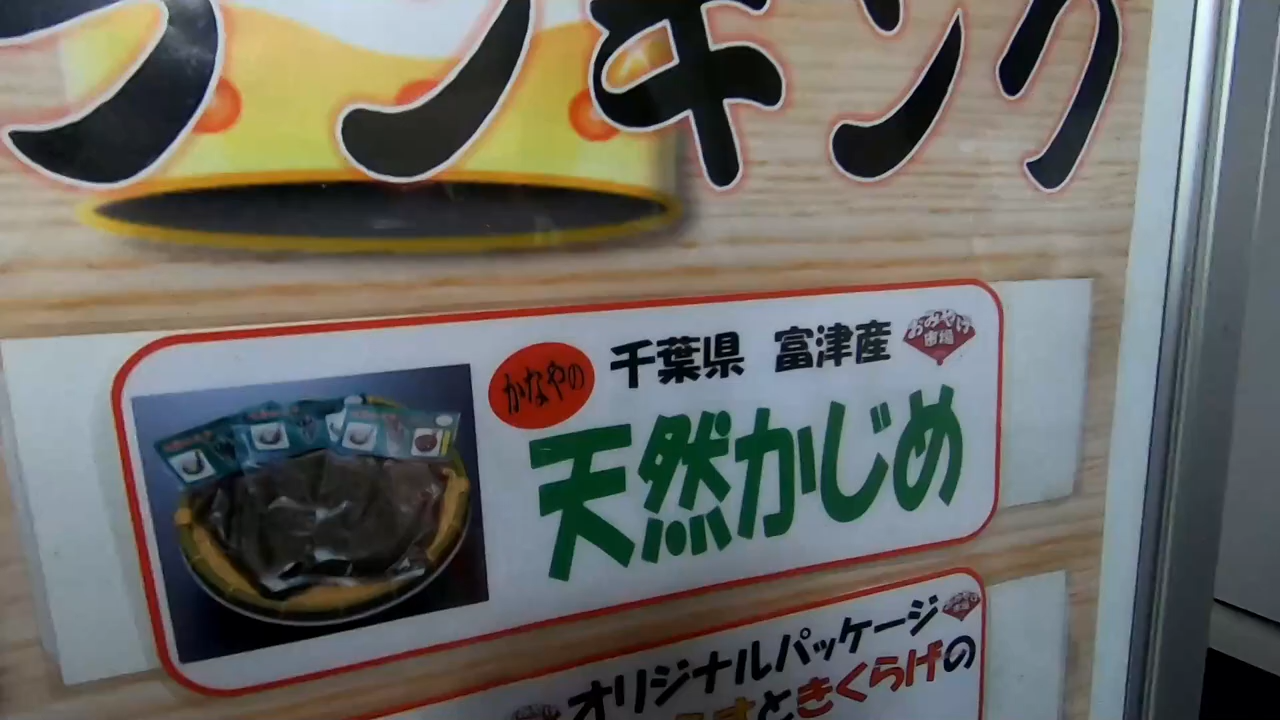 ランキング
かなやの
千葉県 富津産
おみやげ
市場
天然かじめ
オリジナルパッケージ
ときくらげの